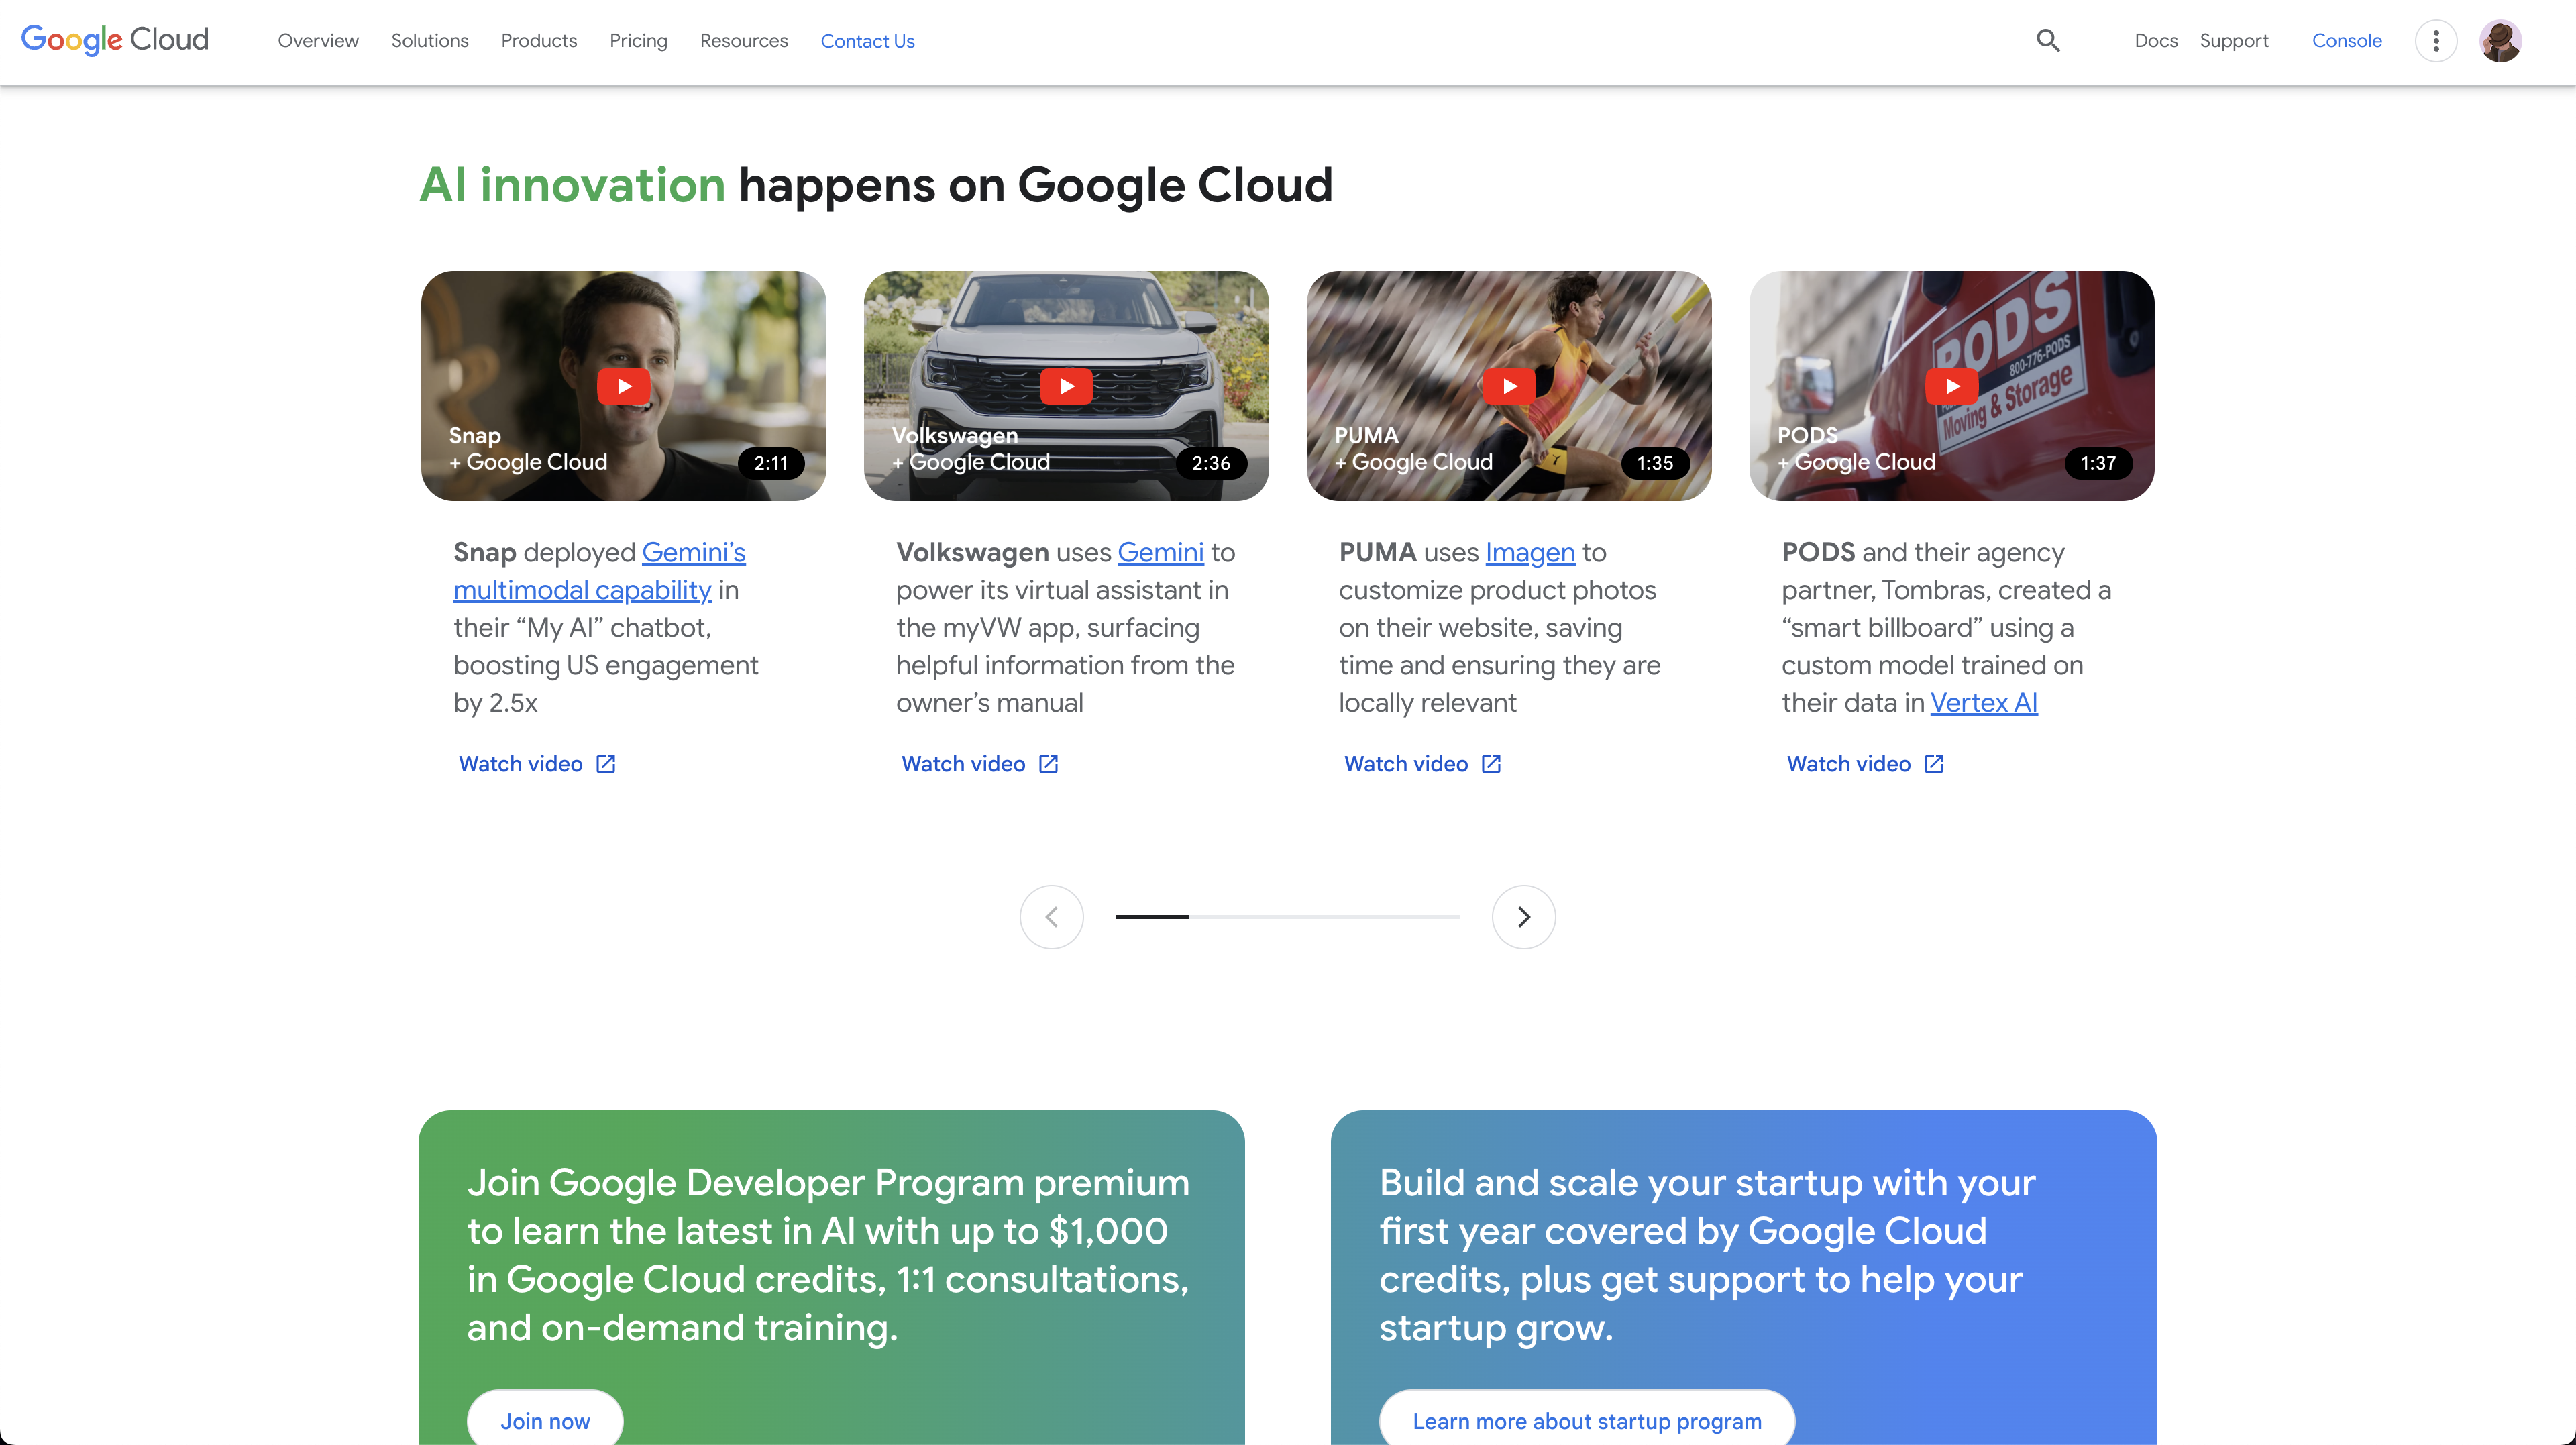 Google Cloud
Overview
Solutions
Products
Pricing
Resources
Contact Us
Docs
Support
Console
AI innovation happens on Google Cloud
Snap
+ Google Cloud
2:11
Volkswagen
+ Google Cloud
2:36
PUMA
+ Google Cloud
1:35
PODS
800-776-PODS
Moving & Storage
PODS
+ Google Cloud
1:37
Snap deployed Gemini’s
multimodal capability in
their “My AI” chatbot,
boosting US engagement
by 2.5x
Watch video
Volkswagen uses Gemini to
power its virtual assistant in
the myVW app, surfacing
helpful information from the
owner’s manual
Watch video
PUMA uses Imagen to
customize product photos
on their website, saving
time and ensuring they are
locally relevant
Watch video
PODS and their agency
partner, Tombras, created a
“smart billboard” using a
custom model trained on
their data in Vertex AI
Watch video
Join Google Developer Program premium
to learn the latest in AI with up to $1,000
in Google Cloud credits, 1:1 consultations,
and on-demand training.
Join now
Build and scale your startup with your
first year covered by Google Cloud
credits, plus get support to help your
startup grow.
Learn more about startup program